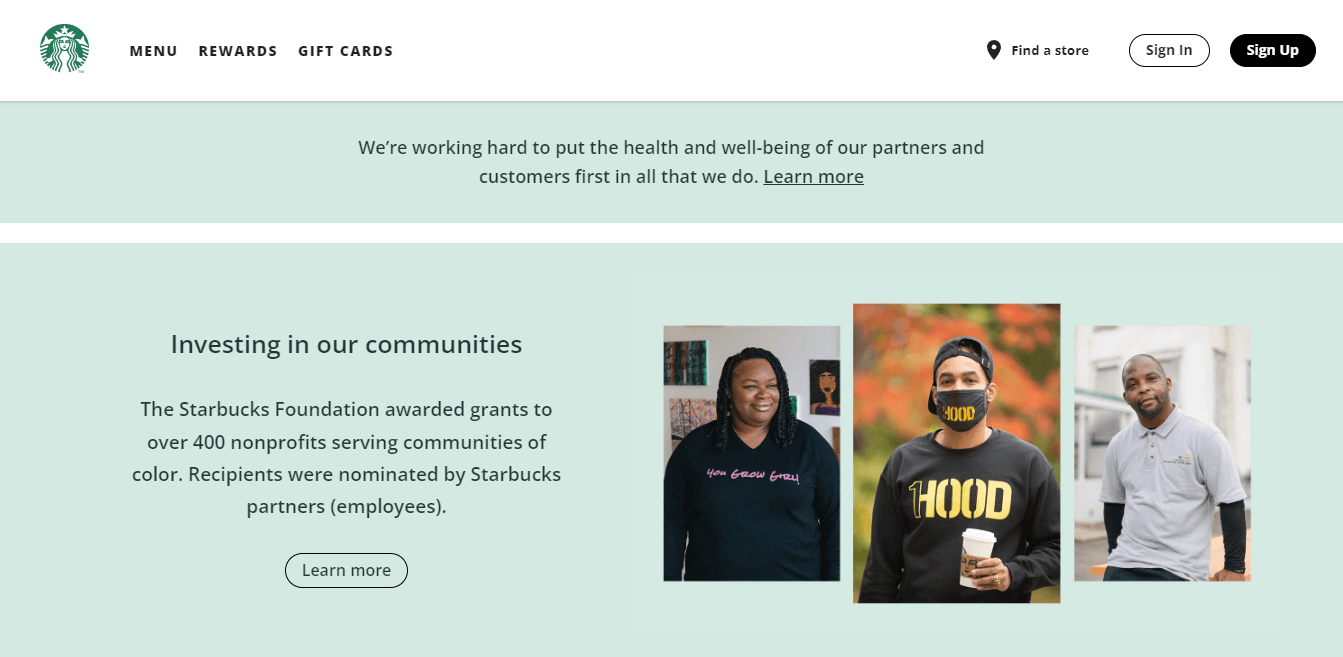 MENU REWARDS GIFT CARDS Find a store Sign In Sign Up
We’re working hard to put the health and well-being of our partners and
customers first in all that we do. Learn more
Investing in our communities
The Starbucks Foundation awarded grants to
over 400 nonprofits serving communities of
color. Recipients were nominated by Starbucks
partners (employees).
Learn more
YOU GROW GIRL!
1HOOD
1HOOD